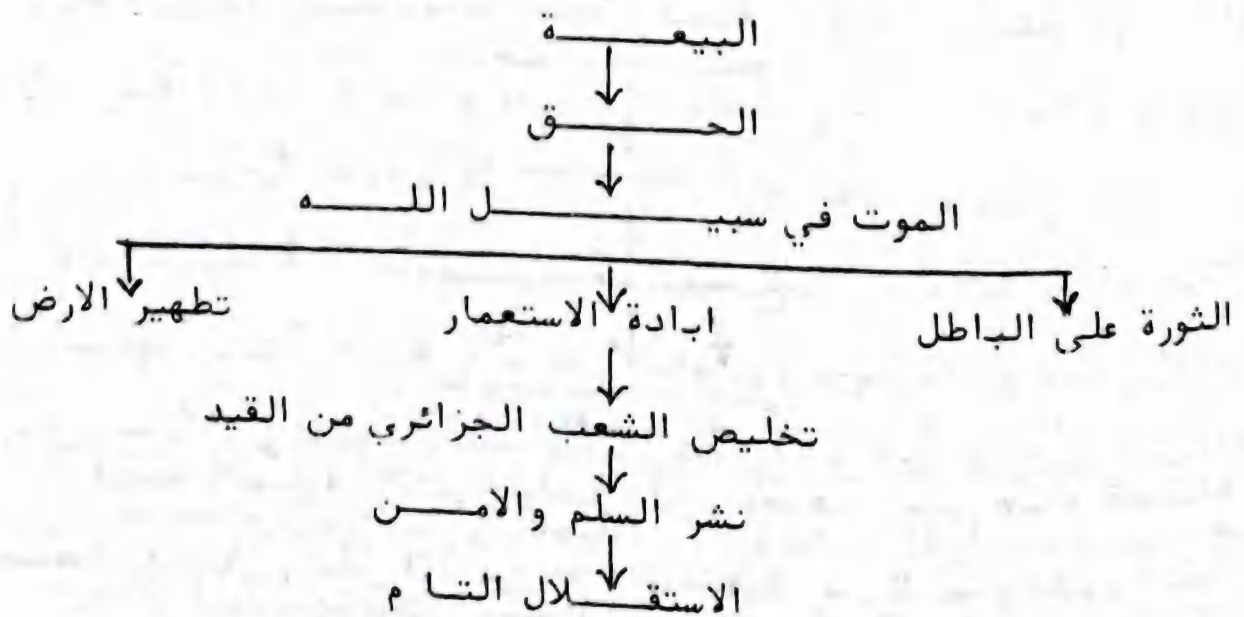 البيعة
الحق
الموت في سبيل الله
الثورة على الباطل
ابادة الاستعمار
تطهير الارض
تخليص الشعب الجزائري من القيد
نشر السلم والامن
الاستقلال التا م